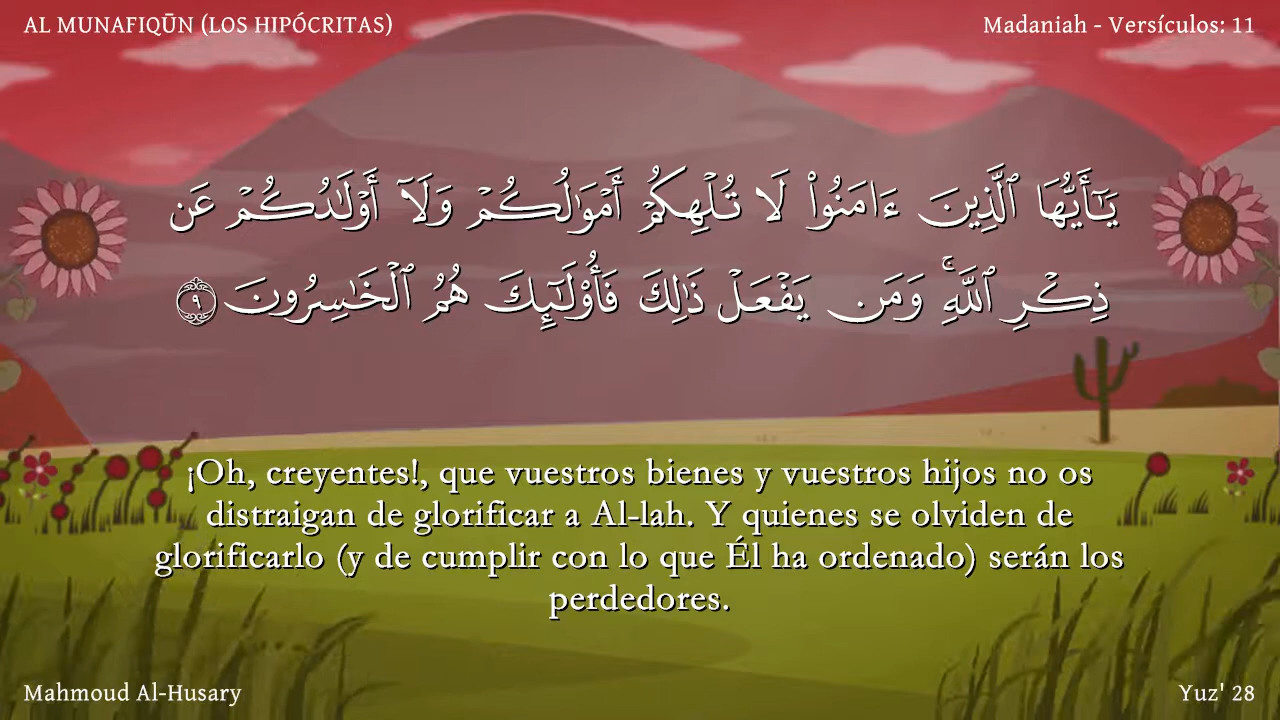 AL MUNAFIQŪN (LOS HIPÓCRITAS)
Madaniah - Versículos: 11
يَـٰٓأَيُّهَا ٱلَّذِينَ ءَامَنُوا۟ لَا تُلْهِكُمْ أَمْوَٰلُكُمْ وَلَآ أَوْلَـٰدُكُمْ عَن
ذِكْرِ ٱللَّهِ ۚ وَمَن يَفْعَلْ ذَٰلِكَ فَأُو۟لَـٰٓئِكَ هُمُ ٱلْخَـٰسِرُونَ ٩
¡Oh, creyentes!, que vuestros bienes y vuestros hijos no os
distraigan de glorificar a Al-lah. Y quienes se olviden de
glorificarlo (y de cumplir con lo que Él ha ordenado) serán los
perdedores.
Mahmoud Al-Husary
Yuz' 28